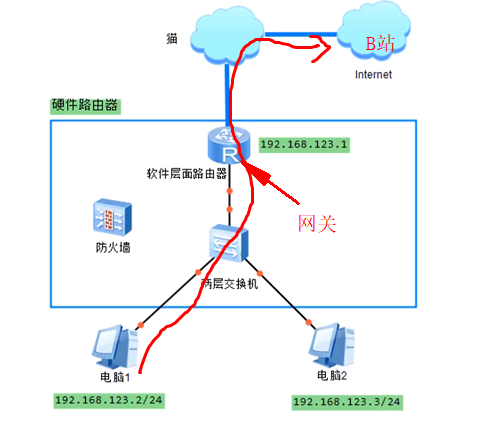 猫
B站
Internet
硬件路由器
192.168.123.1
R
软件层面路由器
网关
防火墙
两层交换机
电脑1
电脑2
192.168.123.2/24
192.168.123.3/24